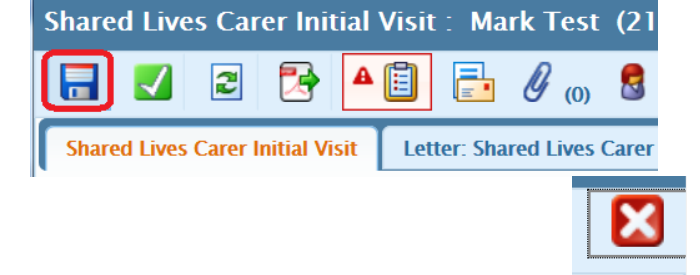 Shared Lives Carer Initial Visit : Mark Test (21
(0)
Shared Lives Carer Initial Visit Letter: Shared Lives Carer